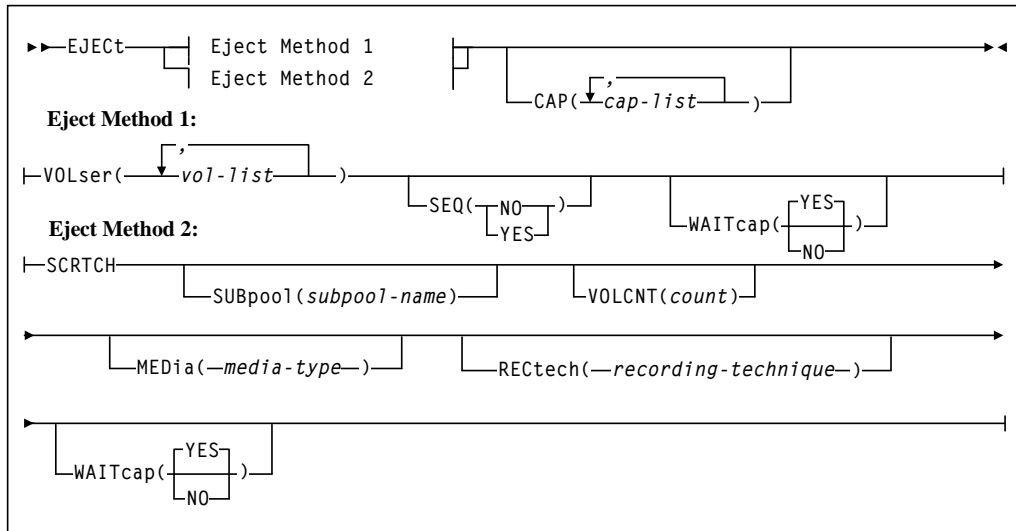 EJECt Eject Method 1
Eject Method 2
,
CAP( cap-list )
Eject Method 1:
,
VOLser( vol-list )
SEQ( NO )
YES
YES
WAITcap( )
NO
Eject Method 2:
SCRTCH
SUBpool(subpool-name) VOLCNT(count)
MEDia( media-type ) RECtech( recording-technique )
YES
WAITcap( )
NO